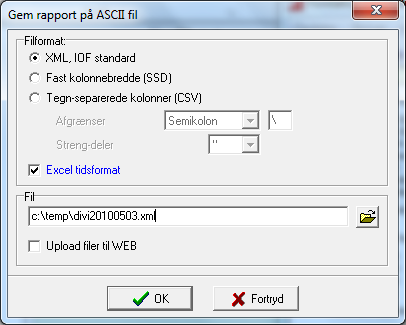 Gem rapport på ASCII fil
Filformat:
XML, IOF standard
Fast kolonnebredde (SSD)
Tegn-separerede kolonner (CSV)
Afgrænser
Semikolon
\
Streng-deler
"
Excel tidsformat
Fil
c:\temp\divi20100503.xml
Upload filer til WEB
OK
Fortryd